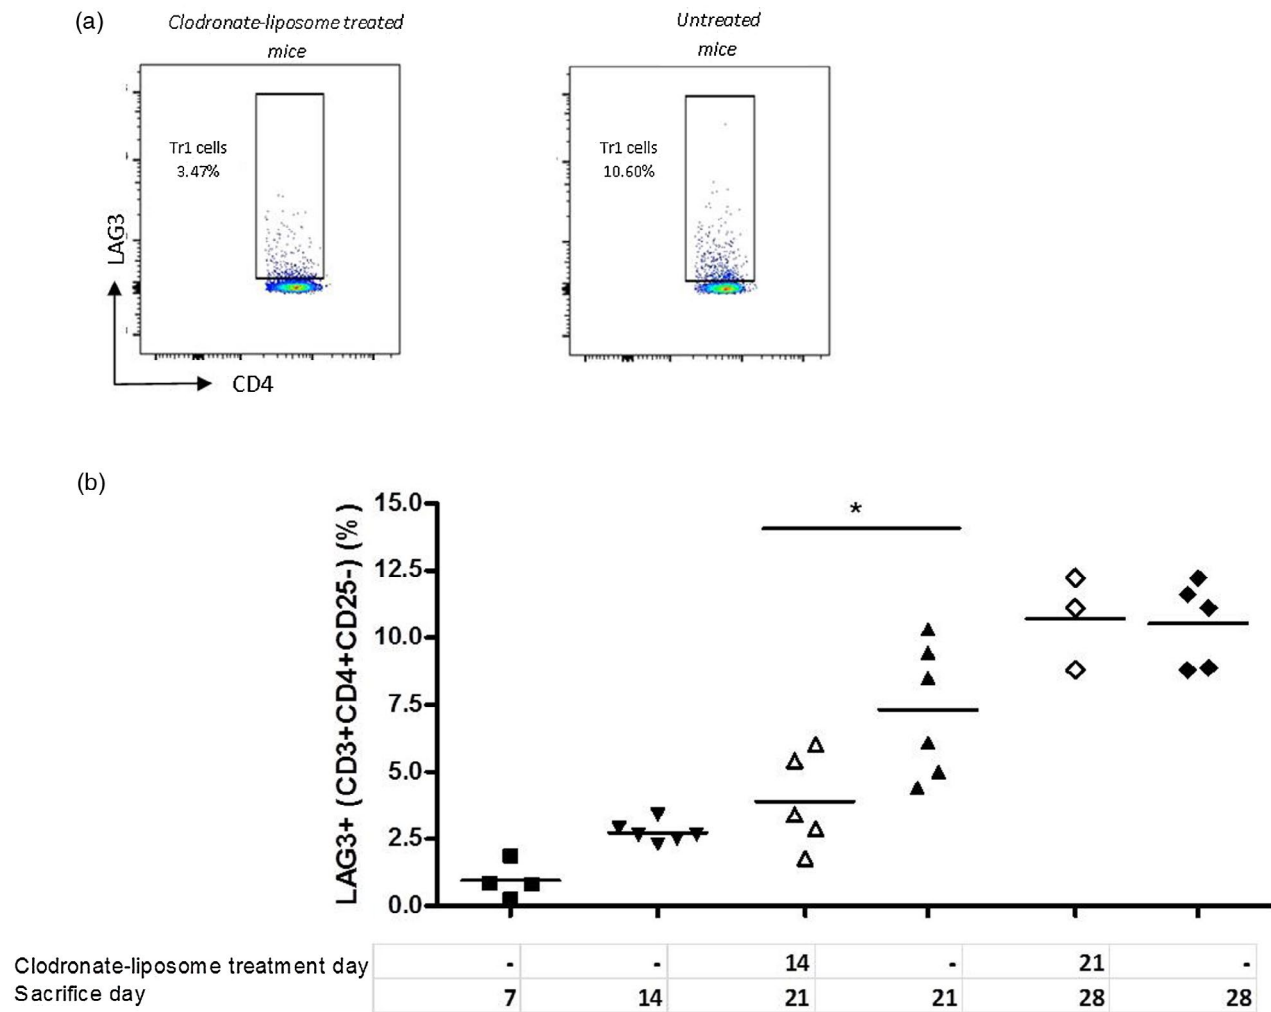 (a)
Clodronate-liposome treated
mice
Untreated
mice
Tr1 cells
3.47%
Tr1 cells
10.60%
LAG3
CD4
(b)
LAG3+ (CD3+CD4+CD25-) (%)
15.0
12.5
10.0
7.5
5.0
2.5
0.0
*
Clodronate-liposome treatment day - - 14 - 21 -
Sacrifice day 7 14 21 21 28 28